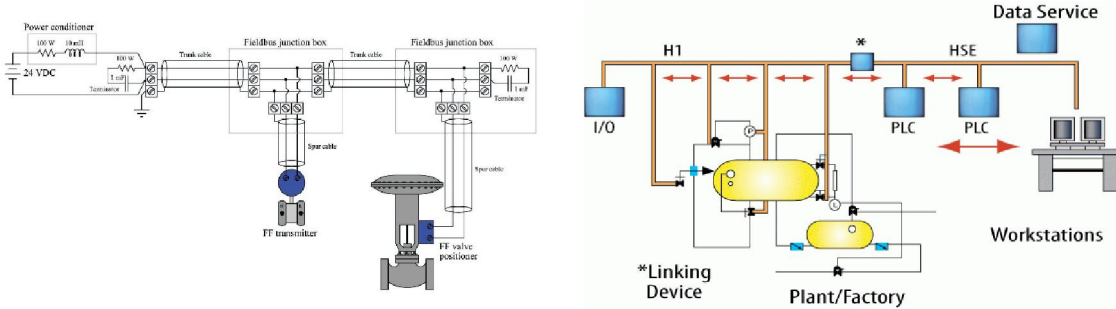 Power conditioner
100 W
10 mH
24 VDC
100 W
1 mF
Terminator
Trunk cable
Fieldbus junction box
Trunk cable
Fieldbus junction box
100 W
1 mF
Terminator
Spur cable
Spur cable
FF transmitter
FF valve
positioner
Data Service
H1
*
HSE
I/O
PLC
PLC
P
L
Workstations
*Linking
Device
Plant/Factory